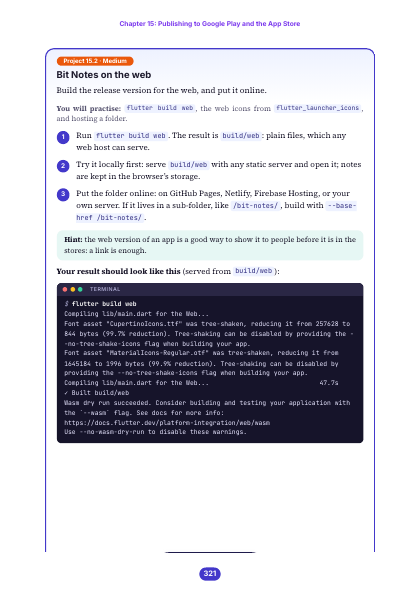 Chapter 15: Publishing to Google Play and the App Store
Project 15.2 · Medium
Bit Notes on the web
Build the release version for the web, and put it online.
You will practise: flutter build web, the web icons from flutter_launcher_icons,
and hosting a folder.
1 Run flutter build web. The result is build/web: plain files, which any
web host can serve.
2 Try it locally first: serve build/web with any static server and open it; notes
are kept in the browser's storage.
3 Put the folder online: on GitHub Pages, Netlify, Firebase Hosting, or your
own server. If it lives in a sub-folder, like /bit-notes/, build with --base-
href /bit-notes/.
Hint: the web version of an app is a good way to show it to people before it is in the
stores: a link is enough.
Your result should look like this (served from build/web):
TERMINAL
$ flutter build web
Compiling lib/main.dart for the Web...
Font asset "CupertinoIcons.ttf" was tree-shaken, reducing it from 257628 to
844 bytes (99.7% reduction). Tree-shaking can be disabled by providing the -
-no-tree-shake-icons flag when building your app.
Font asset "MaterialIcons-Regular.otf" was tree-shaken, reducing it from
1645184 to 1996 bytes (99.9% reduction). Tree-shaking can be disabled by
providing the --no-tree-shake-icons flag when building your app.
Compiling lib/main.dart for the Web... 47.7s
✓ Built build/web
Wasm dry run succeeded. Consider building and testing your application with
the `--wasm` flag. See docs for more info:
https://docs.flutter.dev/platform-integration/web/wasm
Use --no-wasm-dry-run to disable these warnings.
321